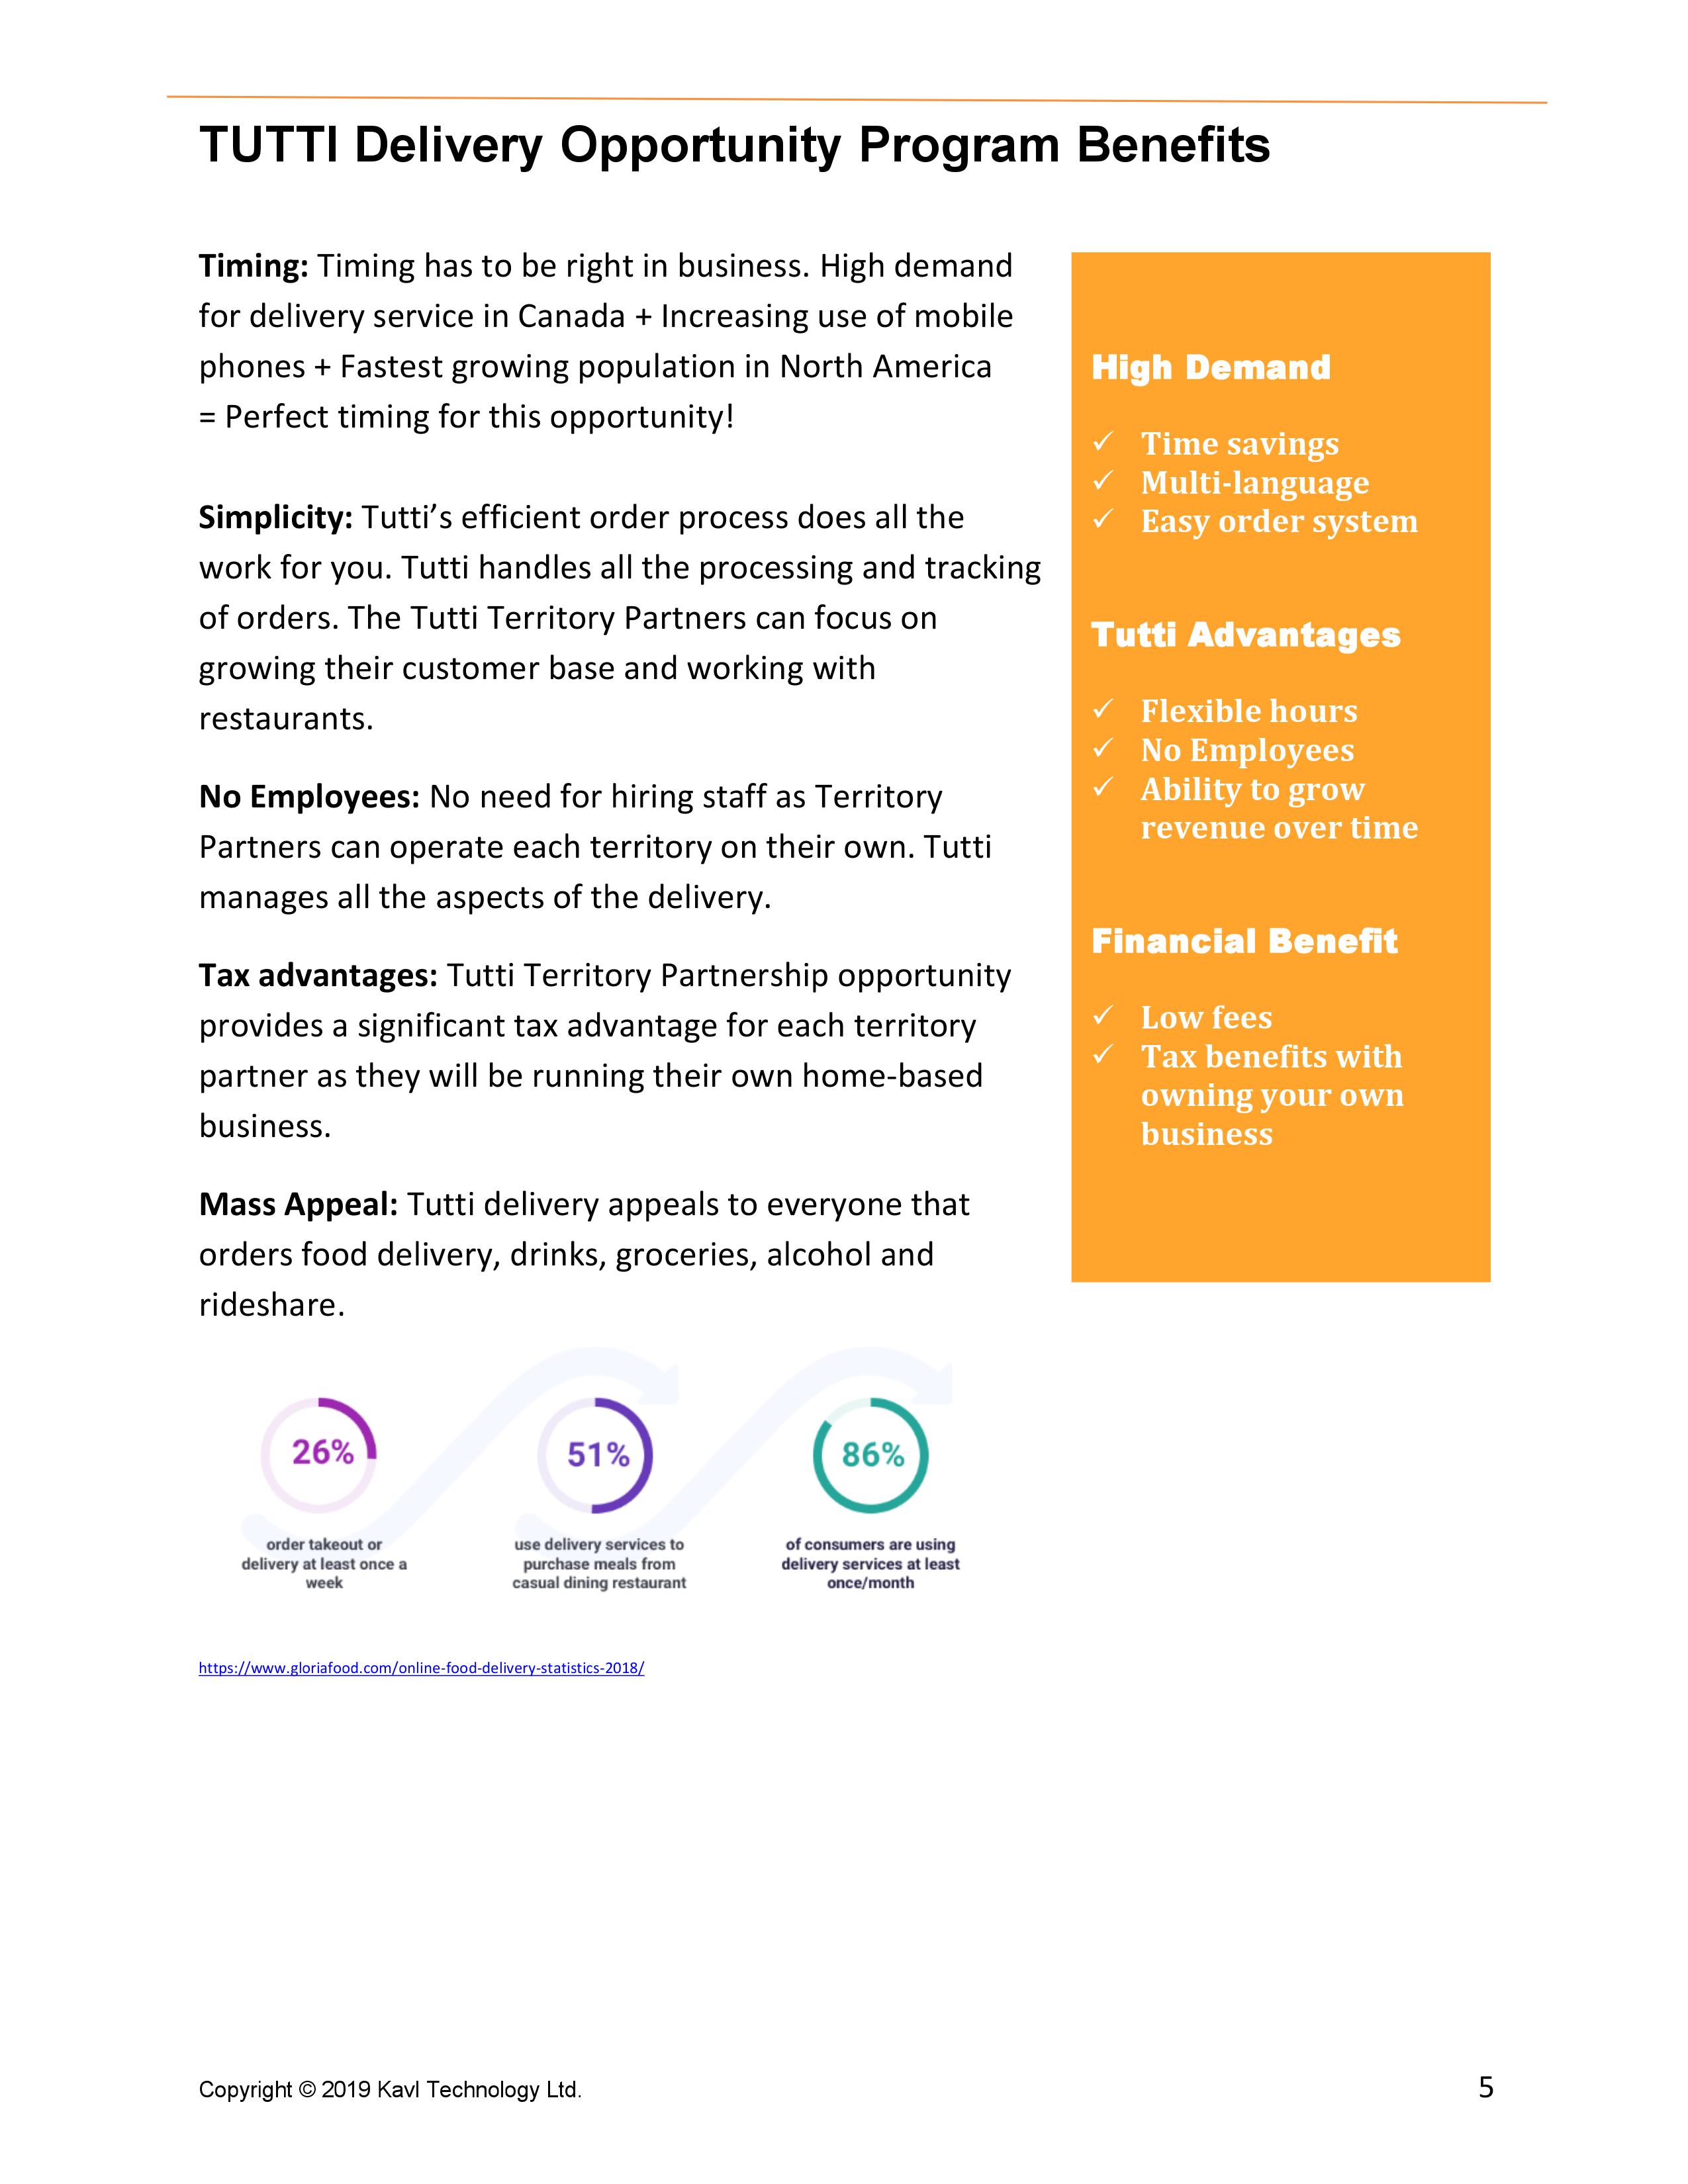 TUTTI Delivery Opportunity Program Benefits
Timing: Timing has to be right in business. High demand
for delivery service in Canada + Increasing use of mobile
phones + Fastest growing population in North America
= Perfect timing for this opportunity!
Simplicity: Tutti’s efficient order process does all the
work for you. Tutti handles all the processing and tracking
of orders. The Tutti Territory Partners can focus on
growing their customer base and working with
restaurants.
No Employees: No need for hiring staff as Territory
Partners can operate each territory on their own. Tutti
manages all the aspects of the delivery.
Tax advantages: Tutti Territory Partnership opportunity
provides a significant tax advantage for each territory
partner as they will be running their own home-based
business.
Mass Appeal: Tutti delivery appeals to everyone that
orders food delivery, drinks, groceries, alcohol and
rideshare.
High Demand
✓ Time savings
✓ Multi-language
✓ Easy order system
Tutti Advantages
✓ Flexible hours
✓ No Employees
✓ Ability to grow
revenue over time
Financial Benefit
✓ Low fees
✓ Tax benefits with
owning your own
business
26%
order takeout or
delivery at least once a
week
51%
use delivery services to
purchase meals from
casual dining restaurant
86%
of consumers are using
delivery services at least
once/month
https://www.gloriafood.com/online-food-delivery-statistics-2018/
Copyright © 2019 Kavl Technology Ltd.
5